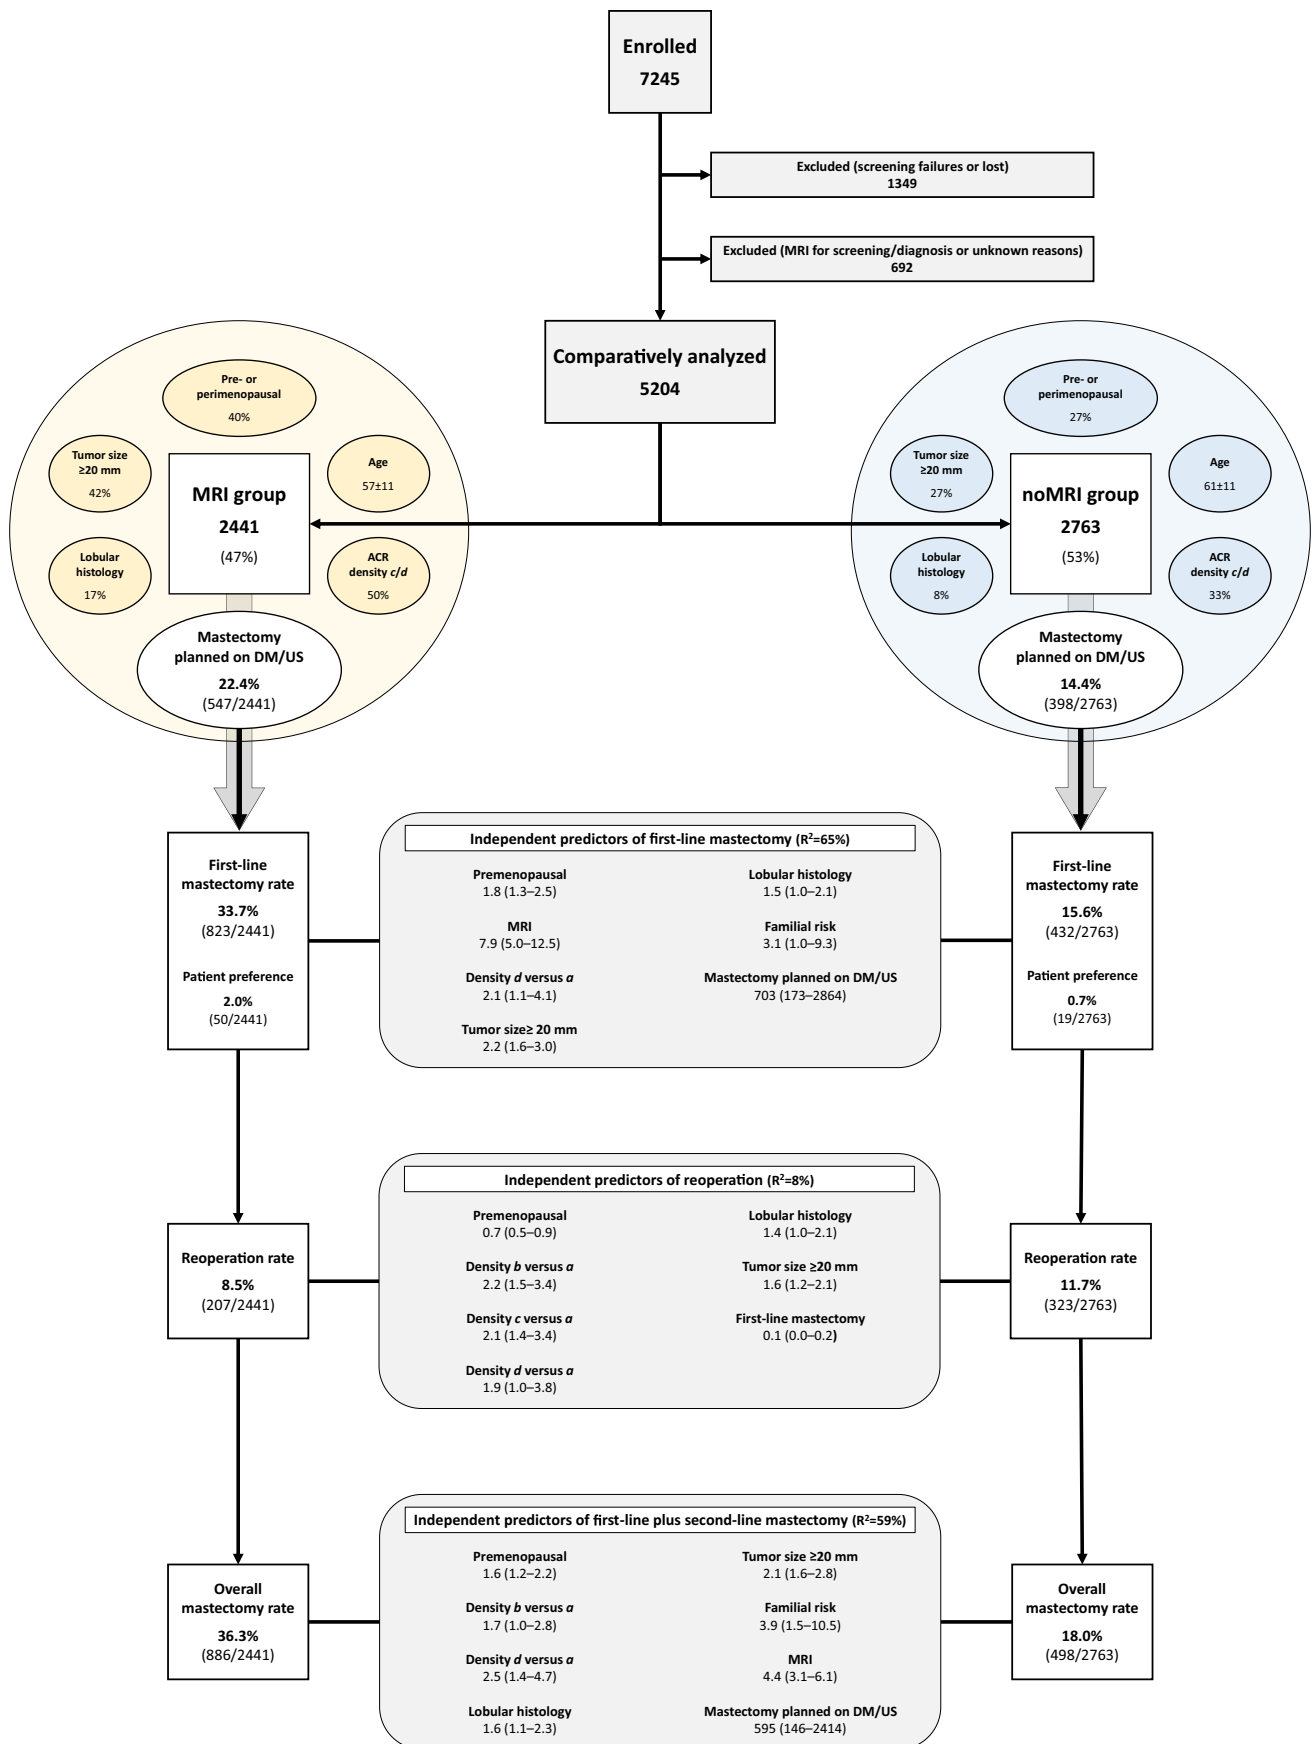 Enrolled
7245
Excluded (screening failures or lost)
1349
Excluded (MRI for screening/diagnosis or unknown reasons)
692
Comparatively analyzed
5204
Pre- or
perimenopausal
40%
Tumor size
≥20 mm
42%
Age
57±11
MRI group
2441
(47%)
Lobular
histology
17%
ACR
density c/d
50%
Mastectomy
planned on DM/US
22.4%
(547/2441)
Pre- or
perimenopausal
27%
Tumor size
≥20 mm
27%
Age
61±11
noMRI group
2763
(53%)
Lobular
histology
8%
ACR
density c/d
33%
Mastectomy
planned on DM/US
14.4%
(398/2763)
First-line
mastectomy rate
33.7%
(823/2441)
Patient preference
2.0%
(50/2441)
Independent predictors of first-line mastectomy (R²=65%)
Premenopausal
1.8 (1.3–2.5)
MRI
7.9 (5.0–12.5)
Density d versus a
2.1 (1.1–4.1)
Tumor size≥ 20 mm
2.2 (1.6–3.0)
Lobular histology
1.5 (1.0–2.1)
Familial risk
3.1 (1.0–9.3)
Mastectomy planned on DM/US
703 (173–2864)
First-line
mastectomy rate
15.6%
(432/2763)
Patient preference
0.7%
(19/2763)
Reoperation rate
8.5%
(207/2441)
Independent predictors of reoperation (R²=8%)
Premenopausal
0.7 (0.5–0.9)
Density b versus a
2.2 (1.5–3.4)
Density c versus a
2.1 (1.4–3.4)
Density d versus a
1.9 (1.0–3.8)
Lobular histology
1.4 (1.0–2.1)
Tumor size ≥20 mm
1.6 (1.2–2.1)
First-line mastectomy
0.1 (0.0–0.2)
Reoperation rate
11.7%
(323/2763)
Overall
mastectomy rate
36.3%
(886/2441)
Independent predictors of first-line plus second-line mastectomy (R²=59%)
Premenopausal
1.6 (1.2–2.2)
Density b versus a
1.7 (1.0–2.8)
Density d versus a
2.5 (1.4–4.7)
Lobular histology
1.6 (1.1–2.3)
Tumor size ≥20 mm
2.1 (1.6–2.8)
Familial risk
3.9 (1.5–10.5)
MRI
4.4 (3.1–6.1)
Mastectomy planned on DM/US
595 (146–2414)
Overall
mastectomy rate
18.0%
(498/2763)